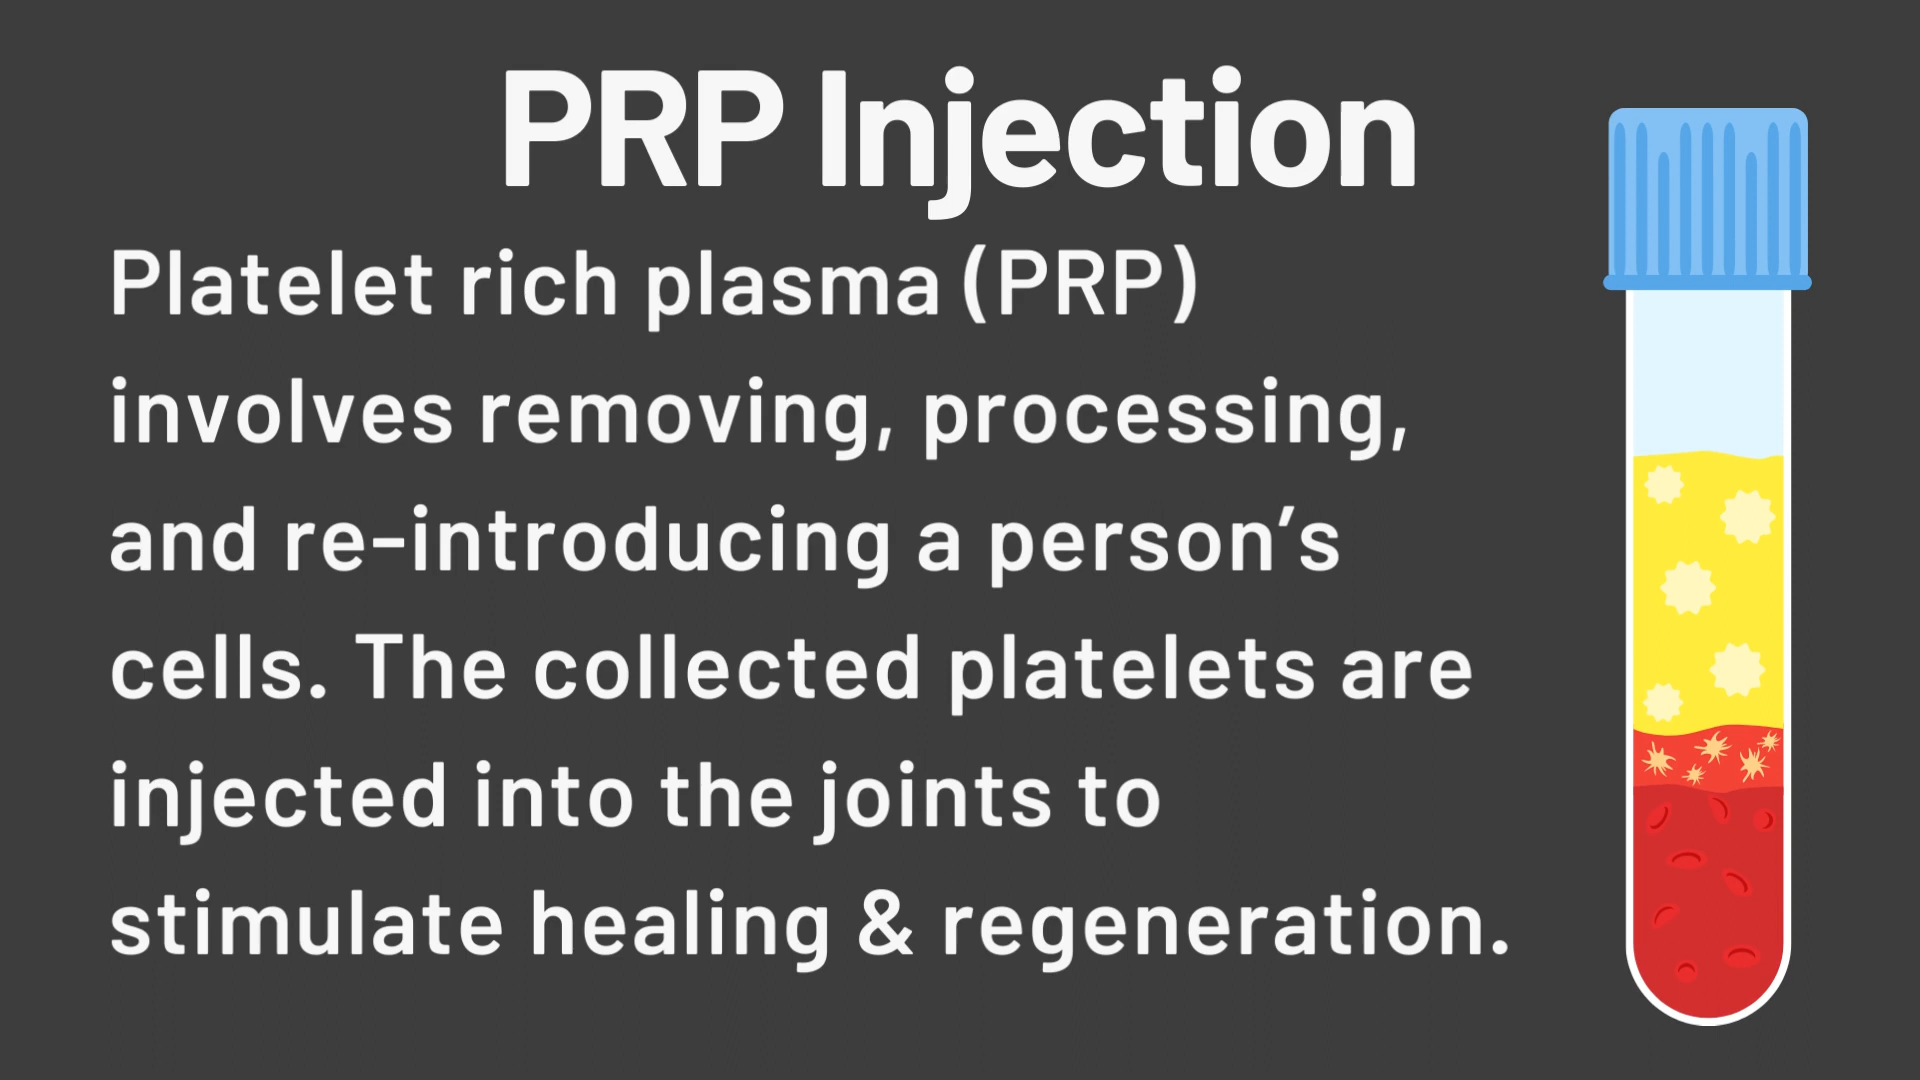 PRP Injection
Platelet rich plasma (PRP)
involves removing, processing,
and re-introducing a person’s
cells. The collected platelets are
injected into the joints to
stimulate healing & regeneration.